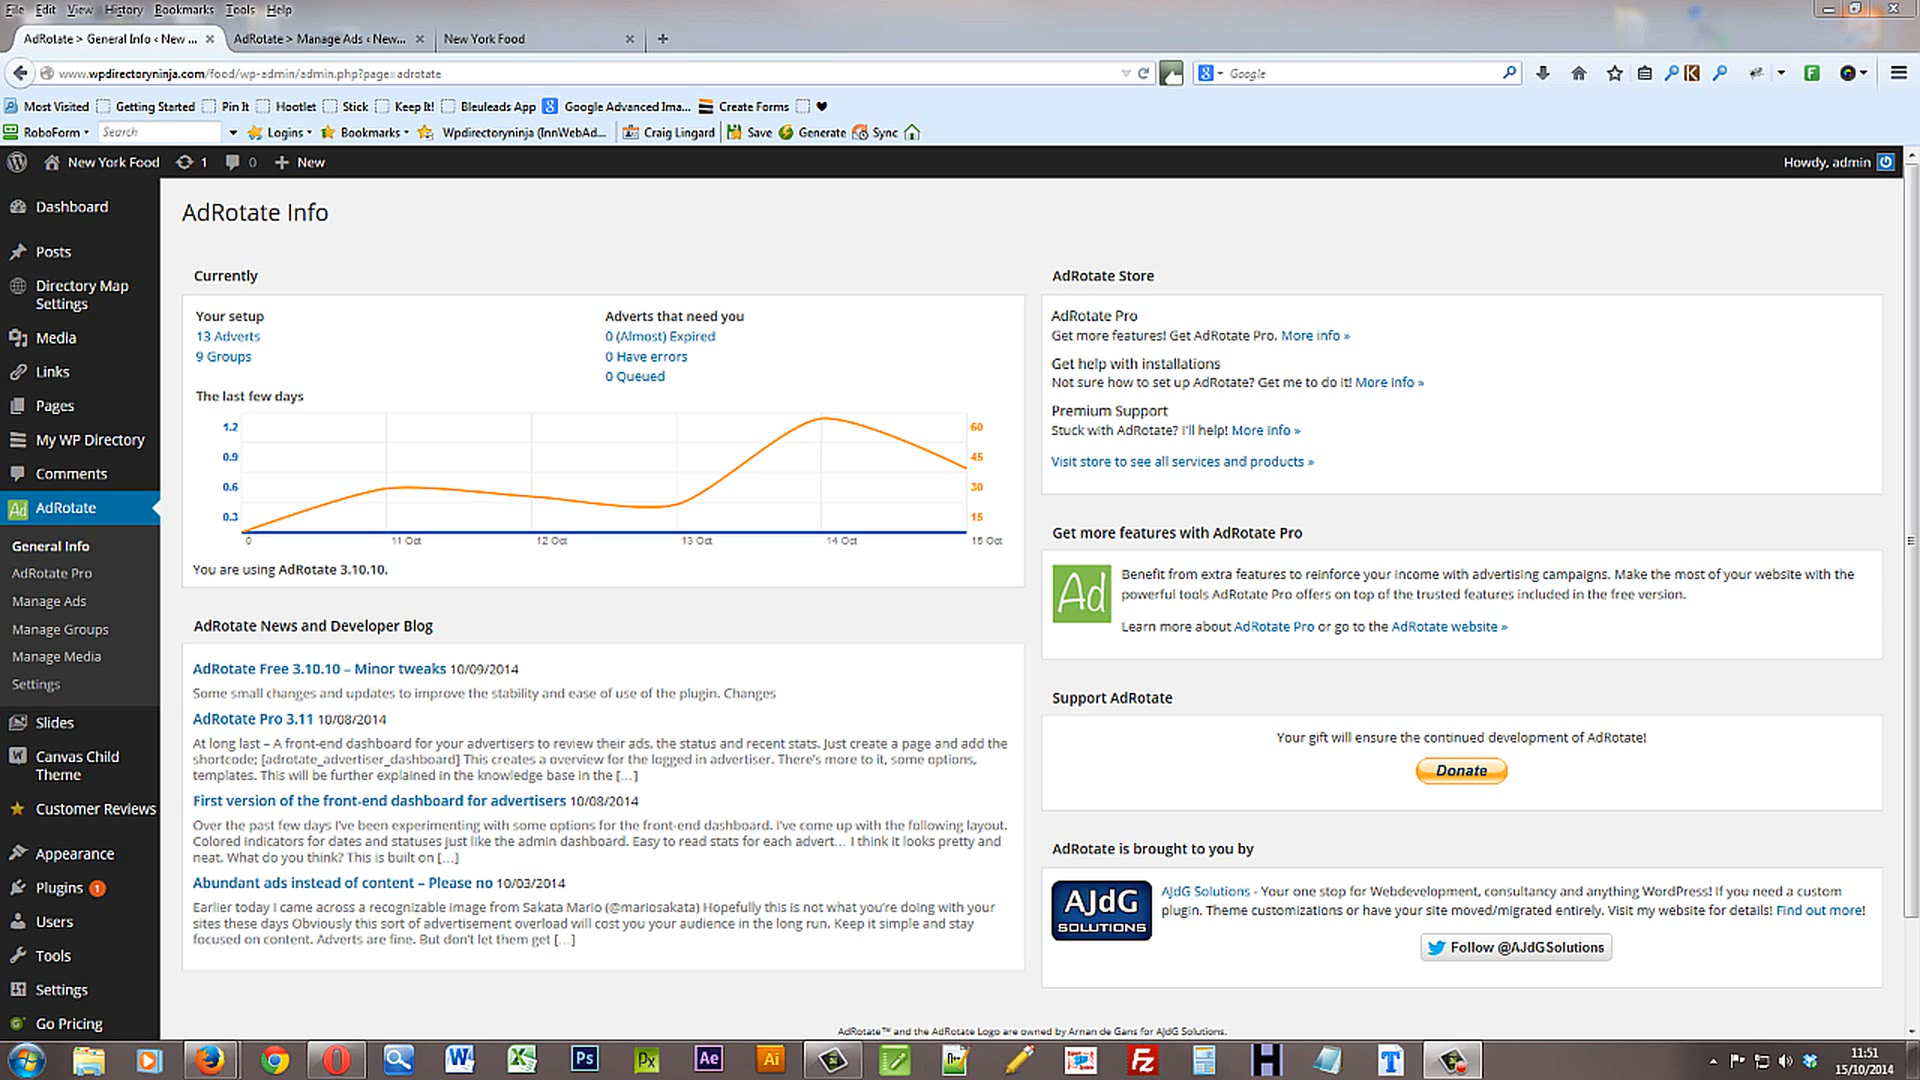 File Edit View History Bookmarks Tools Help
AdRotate > General Info ‹ New ... AdRotate > Manage Ads ‹ New... New York Food
www.wpdirectoryninja.com/food/wp-admin/admin.php?page=adrotate Google
Most Visited Getting Started Pin It Hootlet Stick Keep It! Bleuleads App Google Advanced Ima... Create Forms
RoboForm Search Logins Bookmarks Wpdirectoryninja (InnWebAd... Craig Lingard Save Generate Sync
New York Food 1 0 New Howdy, admin
Dashboard
Posts
Directory Map
Settings
Media
Links
Pages
My WP Directory
Comments
Ad AdRotate
General Info
AdRotate Pro
Manage Ads
Manage Groups
Manage Media
Settings
Slides
Canvas Child
Theme
Customer Reviews
Appearance
Plugins 1
Users
Tools
Settings
Go Pricing
AdRotate Info
Currently
Your setup
13 Adverts
9 Groups
Adverts that need you
0 (Almost) Expired
0 Have errors
0 Queued
The last few days
1.2 60
0.9 45
0.6 30
0.3 15
0 11 Oct 12 Oct 13 Oct 14 Oct 15 Oct
You are using AdRotate 3.10.10.
AdRotate News and Developer Blog
AdRotate Free 3.10.10 – Minor tweaks 10/09/2014
Some small changes and updates to improve the stability and ease of use of the plugin. Changes
AdRotate Pro 3.11 10/08/2014
At long last – A front-end dashboard for your advertisers to review their ads, the status and recent stats. Just create a page and add the
shortcode; [adrotate_advertiser_dashboard] This creates a overview for the logged in advertiser. There's more to it, some options,
templates. This will be further explained in the knowledge base in the [...]
First version of the front-end dashboard for advertisers 10/08/2014
Over the past few days I've been experimenting with some options for the front-end dashboard. I've come up with the following layout.
Colored indicators for dates and statuses just like the admin dashboard. Easy to read stats for each advert... I think it looks pretty and
neat. What do you think? This is built on [...]
Abundant ads instead of content – Please no 10/03/2014
Earlier today I came across a recognizable image from Sakata Mario (@mariosakata) Hopefully this is not what you're doing with your
sites these days Obviously this sort of advertisement overload will cost you your audience in the long run. Keep it simple and stay
focused on content. Adverts are fine. But don't let them get [...]
AdRotate Store
AdRotate Pro
Get more features! Get AdRotate Pro. More info »
Get help with installations
Not sure how to set up AdRotate? Get me to do it! More info »
Premium Support
Stuck with AdRotate? I'll help! More info »
Visit store to see all services and products »
Get more features with AdRotate Pro
Ad
Benefit from extra features to reinforce your income with advertising campaigns. Make the most of your website with the
powerful tools AdRotate Pro offers on top of the trusted features included in the free version.
Learn more about AdRotate Pro or go to the AdRotate website »
Support AdRotate
Your gift will ensure the continued development of AdRotate!
Donate
AdRotate is brought to you by
AJdG
SOLUTIONS
AJdG Solutions - Your one stop for Webdevelopment, consultancy and anything WordPress! If you need a custom
plugin. Theme customizations or have your site moved/migrated entirely. Visit my website for details! Find out more!
Follow @AJdGSolutions
AdRotate™ and the AdRotate Logo are owned by Arnan de Gans for AJdG Solutions.
Ps Px Ae Ai Fz H T
11:51
15/10/2014